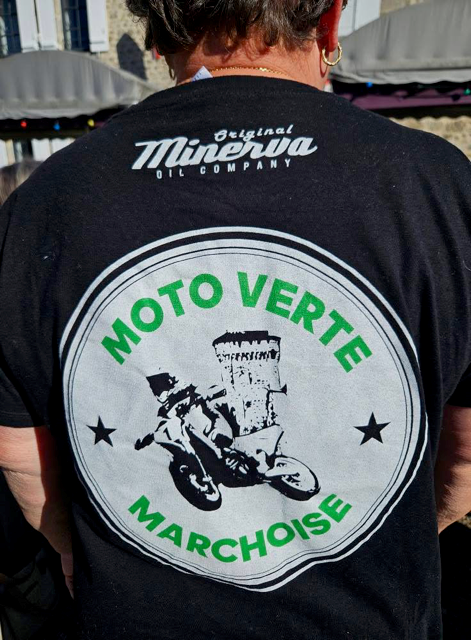 Original
Minerva
OIL COMPANY
MOTO VERTE
MARCHOISE